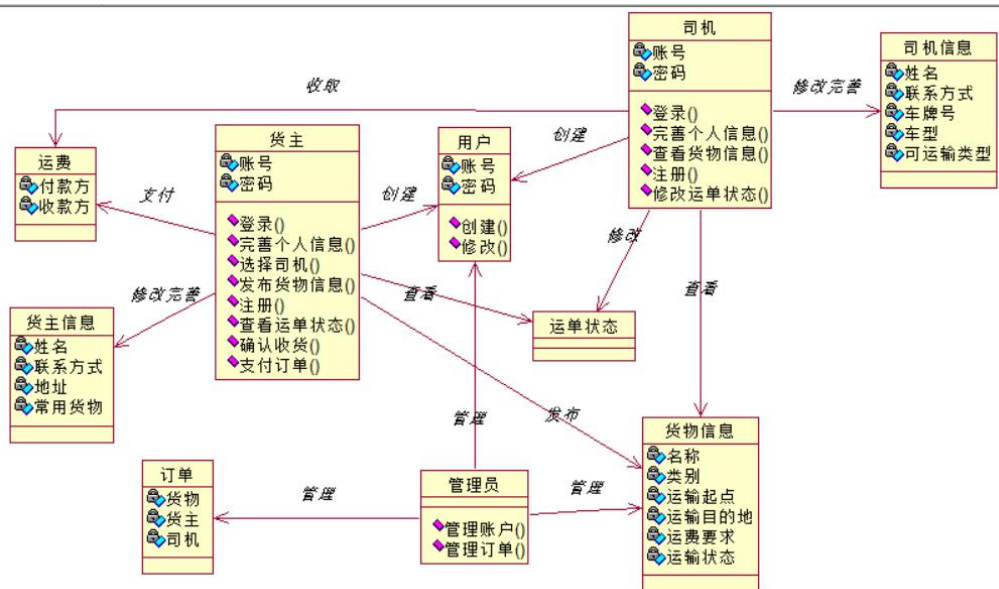 司机
账号
密码
登录()
完善个人信息()
查看货物信息()
注册()
修改运单状态()
司机信息
姓名
联系方式
车牌号
车型
可运输类型
收取
修改完善
运费
付款方
收款方
支付
货主
账号
密码
登录()
完善个人信息()
选择司机()
发布货物信息()
注册()
查看运单状态()
确认收货()
支付订单()
创建
用户
账号
密码
创建()
修改()
创建
修改
查看
查看
运单状态
修改完善
货主信息
姓名
联系方式
地址
常用货物
管理
发布
货物信息
名称
类别
运输起点
运输目的地
运费要求
运输状态
订单
货物
货主
司机
管理
管理员
管理账户()
管理订单()
管理